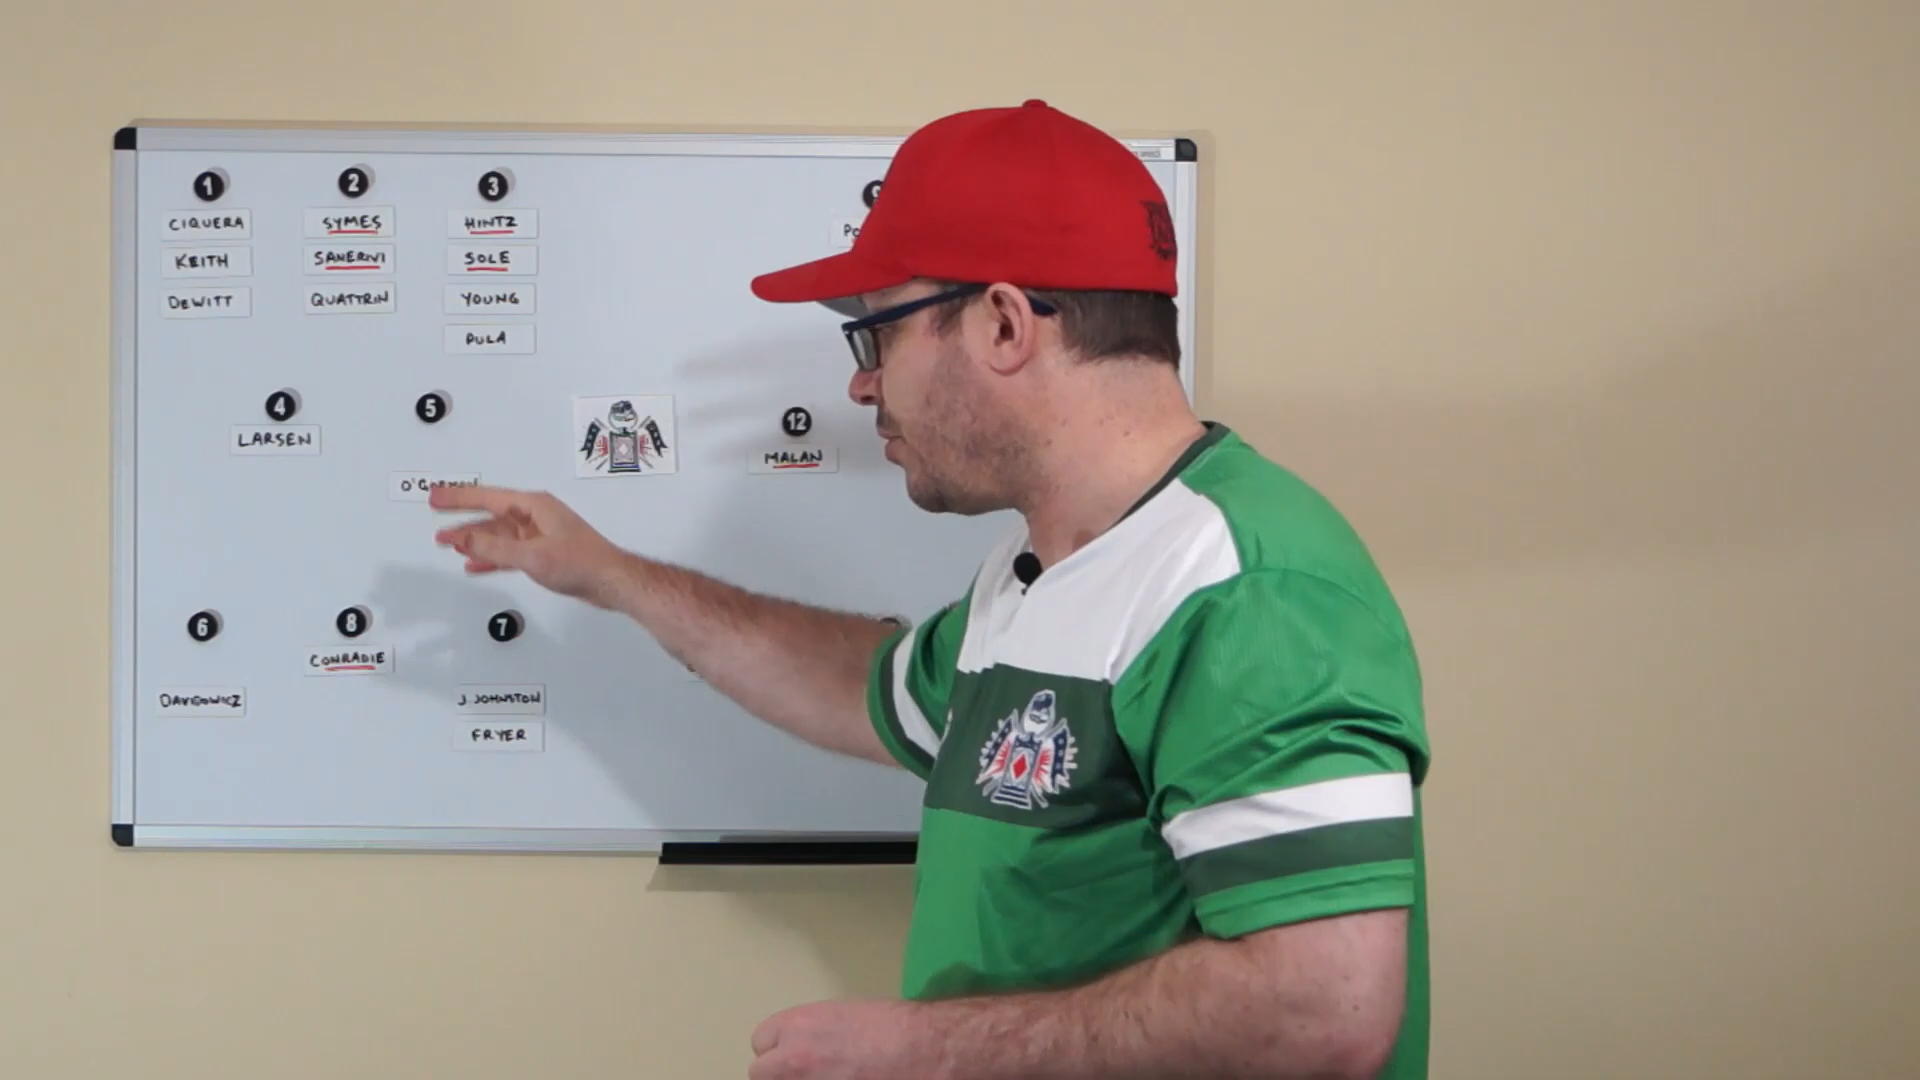 1 2 3
CIQUERA SYMES HINTZ
KEITH SANERIVI SOLE
DEWITT QUATTRIN YOUNG
PULA
4 5 12
LARSEN MALAN
6 8 7
CONRADIE
J. JOHNSTON
FRYER